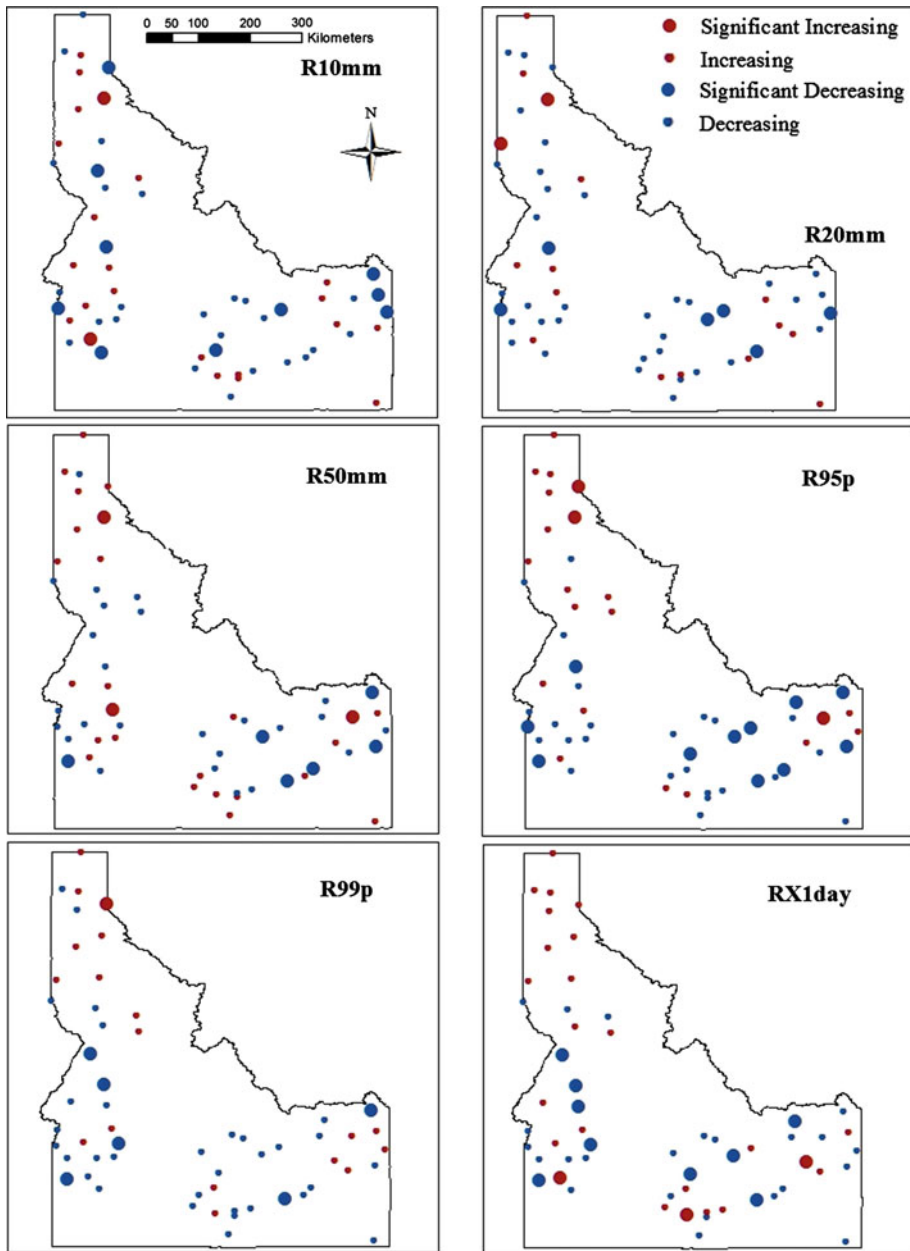 0 50 100 200 300
Kilometers
R10mm
N
Significant Increasing
Increasing
Significant Decreasing
Decreasing
R20mm
R50mm
R95p
R99p
RX1day